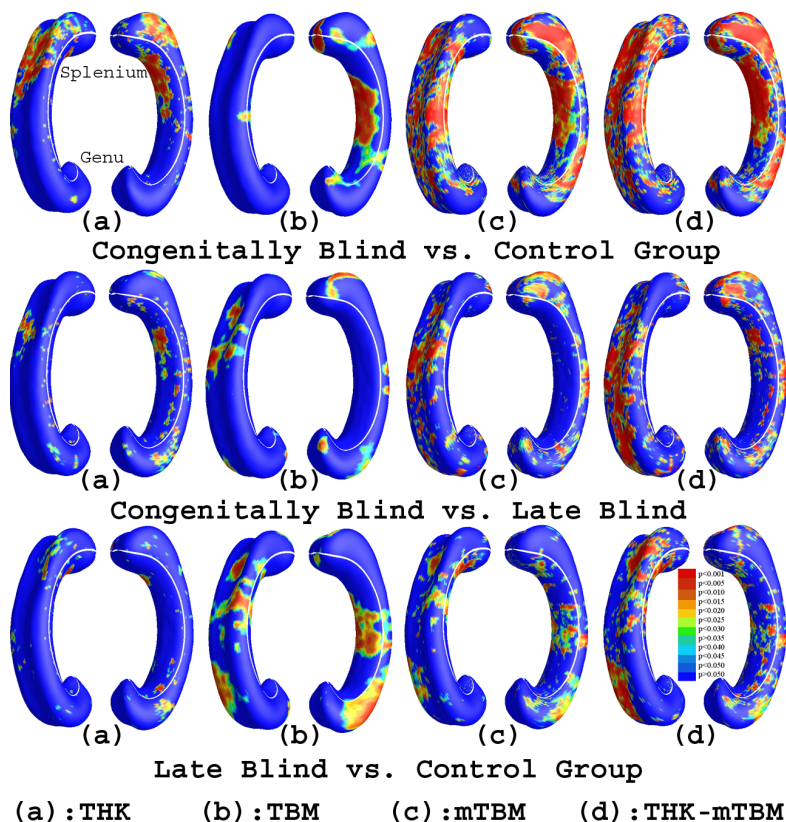 Splenium
Genu
(a) (b) (c) (d)
Congenitally Blind vs. Control Group
(a) (b) (c) (d)
Congenitally Blind vs. Late Blind
p<0.001
p<0.005
p<0.010
p<0.015
p<0.020
p<0.025
p<0.030
p>0.035
p<0.040
p<0.045
p<0.050
p>0.050
(a) (b) (c) (d)
Late Blind vs. Control Group
(a):THK (b):TBM (c):mTBM (d):THK-mTBM